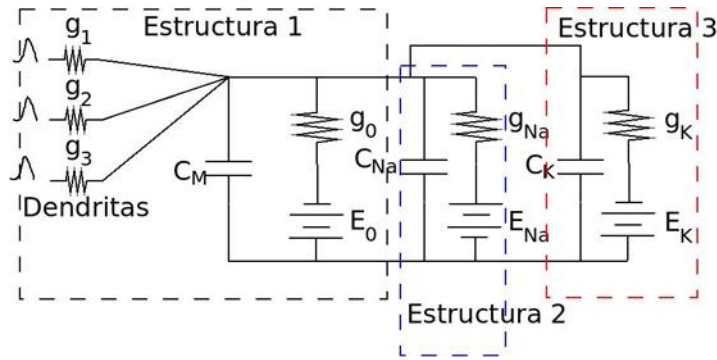 Estructura 1
Estructura 3
g1
g2
g3
Dendritas
CM
g0
E0
CNa
gNa
ENa
CK
gK
EK
Estructura 2